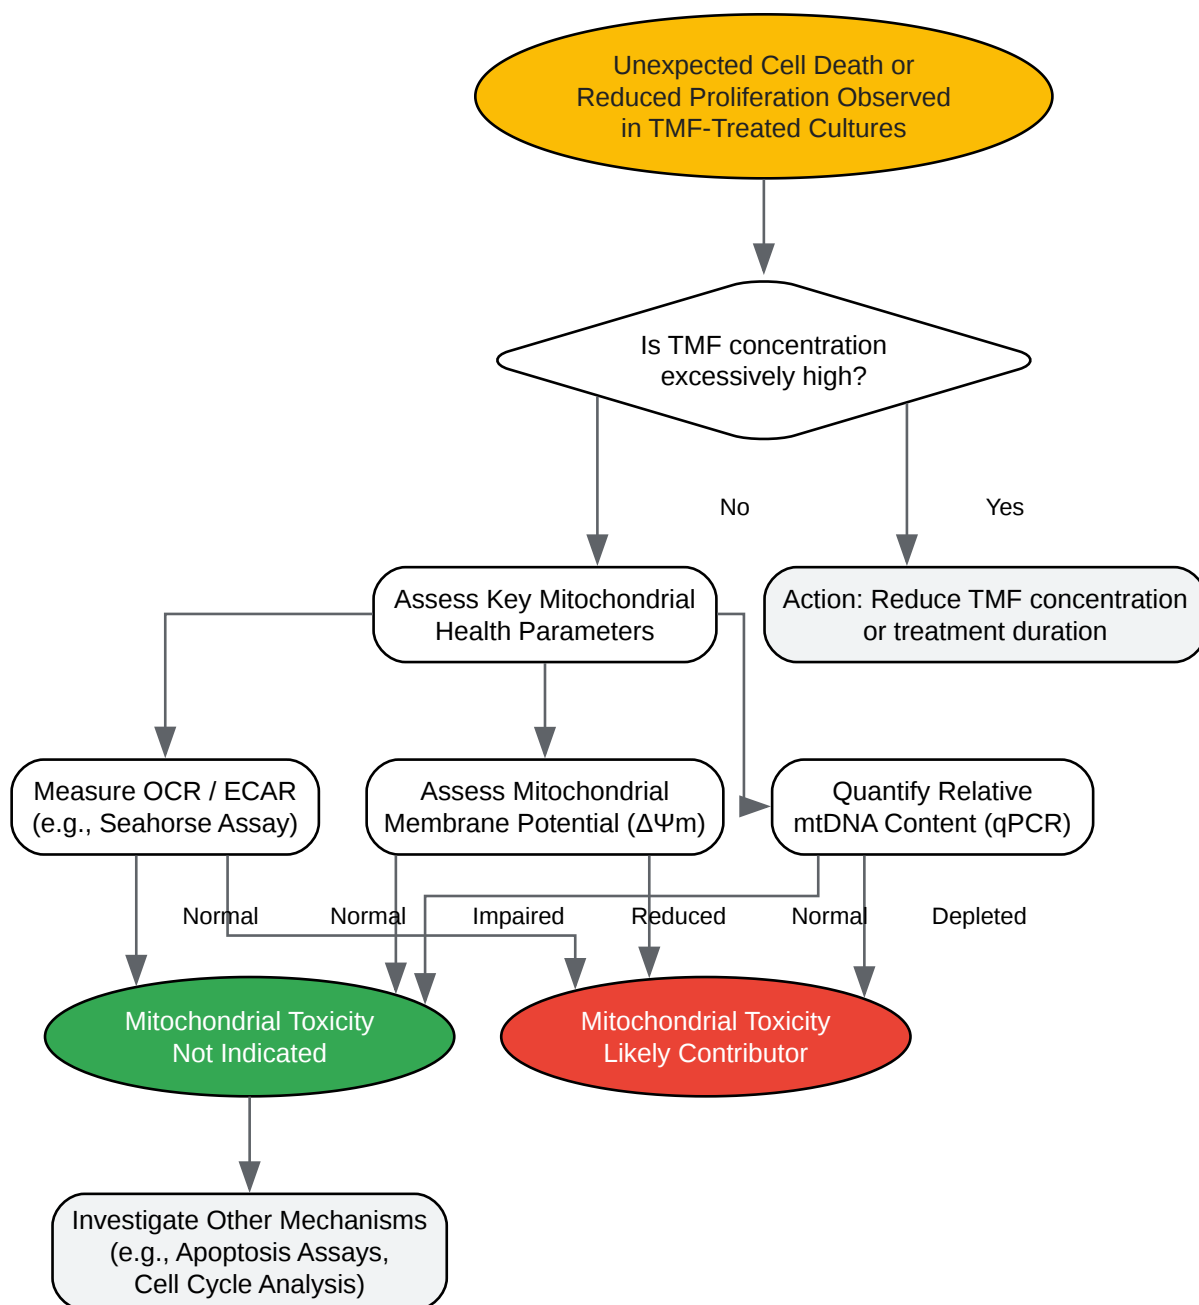 Unexpected Cell Death or
Reduced Proliferation Observed
in TMF-Treated Cultures
Is TMF concentration
excessively high?
No
Yes
Assess Key Mitochondrial
Health Parameters
Action: Reduce TMF concentration
or treatment duration
Measure OCR / ECAR
(e.g., Seahorse Assay)
Assess Mitochondrial
Membrane Potential (ΔΨm)
Quantify Relative
mtDNA Content (qPCR)
Normal
Normal
Impaired
Reduced
Normal
Depleted
Mitochondrial Toxicity
Not Indicated
Mitochondrial Toxicity
Likely Contributor
Investigate Other Mechanisms
(e.g., Apoptosis Assays,
Cell Cycle Analysis)